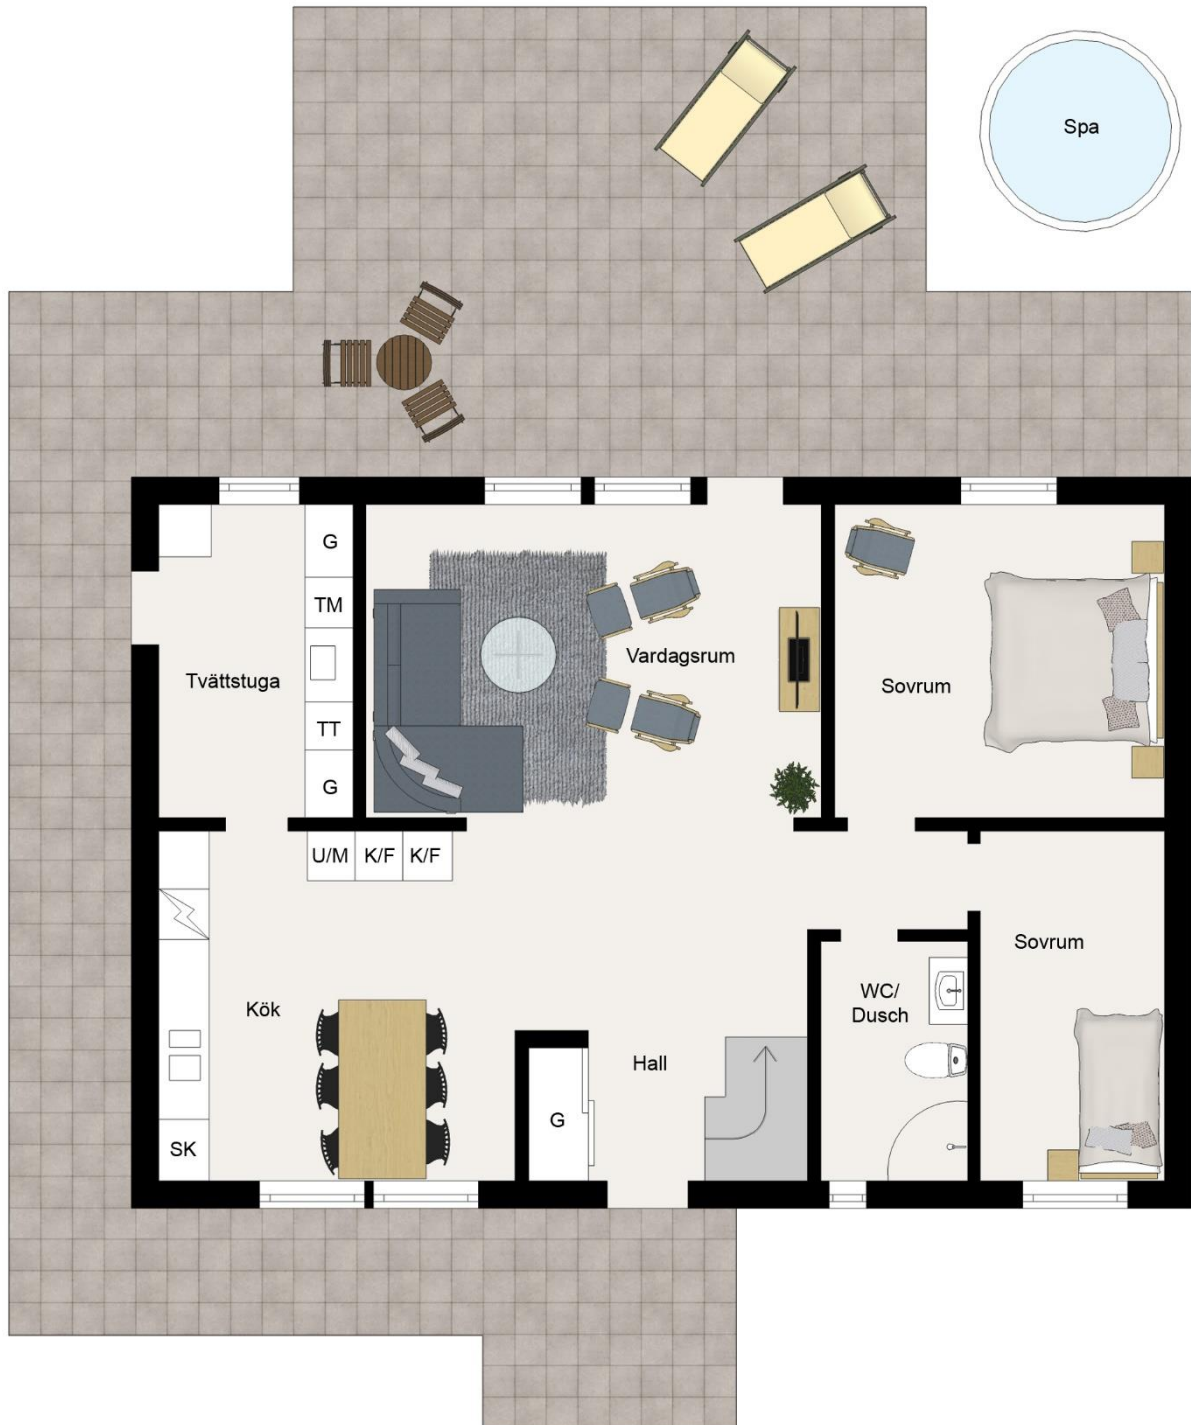 Spa
G
TM
Tvättstuga
TT
G
Vardagsrum
Sovrum
U/M
K/F
K/F
Kök
SK
G
Hall
WC/
Dusch
Sovrum